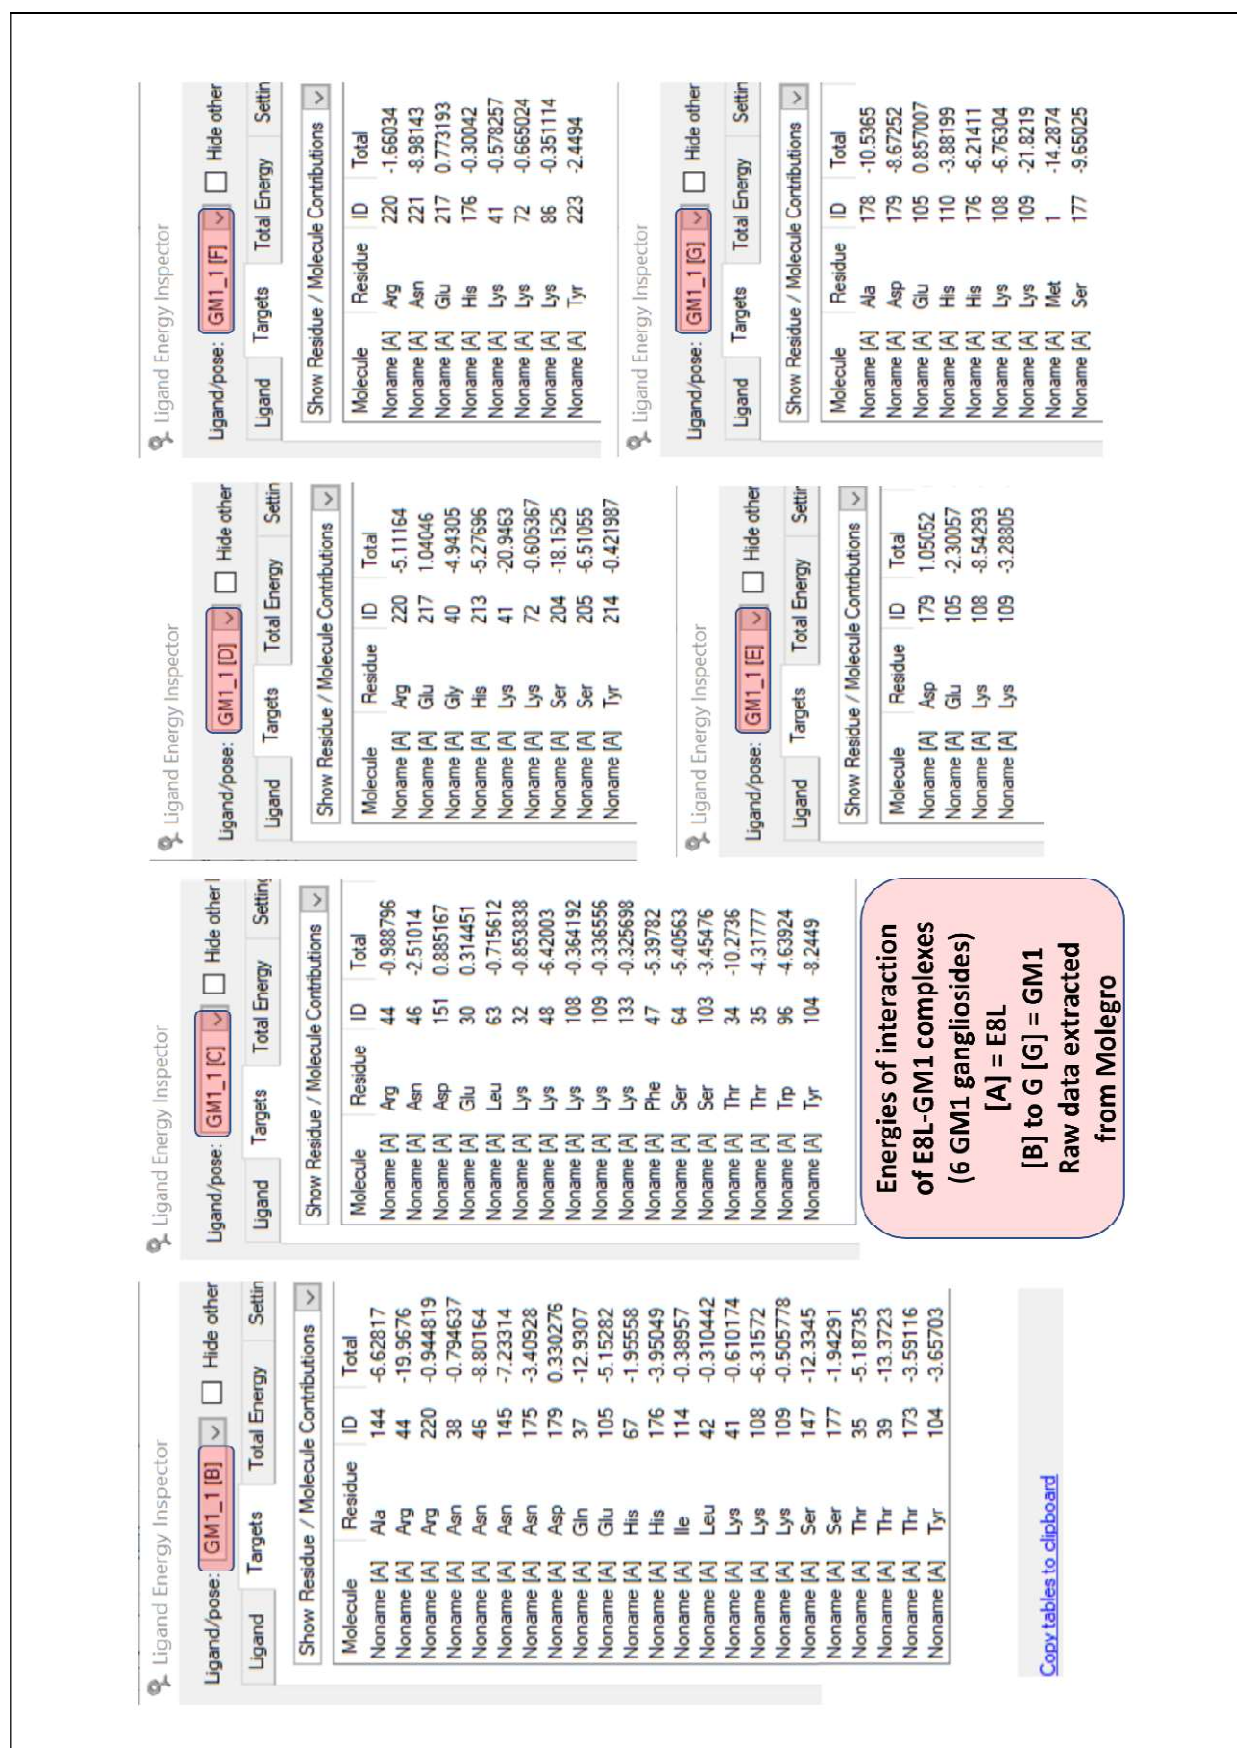 Ligand Energy Inspector
Ligand/pose: GM1_1 [B] Hide other
Ligand Targets Total Energy Settin
Show Residue / Molecule Contributions
Molecule Residue ID Total
Noname [A] Ala 144 -6.62817
Noname [A] Arg 44 -19.9676
Noname [A] Arg 220 -0.944819
Noname [A] Asn 38 -0.794637
Noname [A] Asn 46 -8.80164
Noname [A] Asn 145 -7.23314
Noname [A] Asn 175 -3.40928
Noname [A] Asp 179 0.330276
Noname [A] Gln 37 -12.9307
Noname [A] Glu 105 -5.15282
Noname [A] His 67 -1.95558
Noname [A] His 176 -3.95049
Noname [A] Ile 114 -0.38957
Noname [A] Leu 42 -0.310442
Noname [A] Lys 41 -0.610174
Noname [A] Lys 108 -6.31572
Noname [A] Lys 109 -0.505778
Noname [A] Ser 147 -12.3345
Noname [A] Ser 177 -1.94291
Noname [A] Thr 35 -5.18735
Noname [A] Thr 39 -13.3723
Noname [A] Thr 173 -3.59116
Noname [A] Tyr 104 -3.65703
Copy tables to clipboard
Ligand Energy Inspector
Ligand/pose: GM1_1 [C] Hide other l
Ligand Targets Total Energy Setting
Show Residue / Molecule Contributions
Molecule Residue ID Total
Noname [A] Arg 44 -0.988796
Noname [A] Asn 46 -2.51014
Noname [A] Asp 151 0.885167
Noname [A] Glu 30 0.314451
Noname [A] Leu 63 -0.715612
Noname [A] Lys 32 -0.853838
Noname [A] Lys 48 -6.42003
Noname [A] Lys 108 -0.364192
Noname [A] Lys 109 -0.336556
Noname [A] Lys 133 -0.325698
Noname [A] Phe 47 -5.39782
Noname [A] Ser 64 -5.40563
Noname [A] Ser 103 -3.45476
Noname [A] Thr 34 -10.2736
Noname [A] Thr 35 -4.31777
Noname [A] Trp 96 -4.63924
Noname [A] Tyr 104 -8.2449
Energies of interaction
of E8L-GM1 complexes
(6 GM1 gangliosides)
[A] = E8L
[B] to G [G] = GM1
Raw data extracted
from Molegro
Ligand Energy Inspector
Ligand/pose: GM1_1 [D] Hide other
Ligand Targets Total Energy Settin
Show Residue / Molecule Contributions
Molecule Residue ID Total
Noname [A] Arg 220 -5.11164
Noname [A] Glu 217 1.04046
Noname [A] Gly 40 -4.94305
Noname [A] His 213 -5.27696
Noname [A] Lys 41 -20.9463
Noname [A] Lys 72 -0.605367
Noname [A] Ser 204 -18.1525
Noname [A] Ser 205 -6.51055
Noname [A] Tyr 214 -0.421987
Ligand Energy Inspector
Ligand/pose: GM1_1 [E] Hide other
Ligand Targets Total Energy Settir
Show Residue / Molecule Contributions
Molecule Residue ID Total
Noname [A] Asp 179 1.05052
Noname [A] Glu 105 -2.30057
Noname [A] Lys 108 -8.54293
Noname [A] Lys 109 -3.28805
Ligand Energy Inspector
Ligand/pose: GM1_1 [F] Hide other
Ligand Targets Total Energy Settin
Show Residue / Molecule Contributions
Molecule Residue ID Total
Noname [A] Arg 220 -1.66034
Noname [A] Asn 221 -8.98143
Noname [A] Glu 217 0.773193
Noname [A] His 176 -0.30042
Noname [A] Lys 41 -0.578257
Noname [A] Lys 72 -0.665024
Noname [A] Lys 86 -0.351114
Noname [A] Tyr 223 -2.4494
Ligand Energy Inspector
Ligand/pose: GM1_1 [G] Hide other
Ligand Targets Total Energy Settir
Show Residue / Molecule Contributions
Molecule Residue ID Total
Noname [A] Ala 178 -10.5365
Noname [A] Asp 179 -8.67252
Noname [A] Glu 105 0.857007
Noname [A] His 110 -3.88199
Noname [A] His 176 -6.21411
Noname [A] Lys 108 -6.76304
Noname [A] Lys 109 -21.8219
Noname [A] Met 1 -14.2874
Noname [A] Ser 177 -9.65025